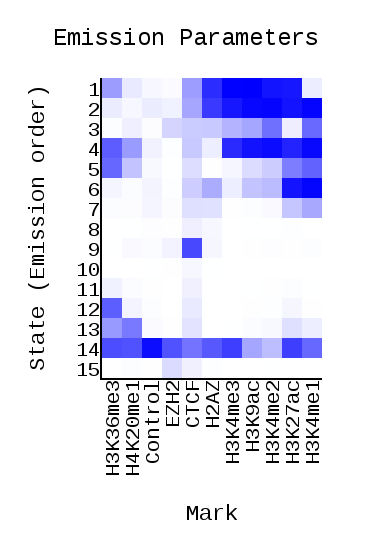 Emission Parameters
State (Emission order)
1
2
3
4
5
6
7
8
9
10
11
12
13
14
15
H3K36me3
H4K20me1
Control
EZH2
CTCF
H2AZ
H3K4me3
H3K9ac
H3K4me2
H3K27ac
H3K4me1
Mark